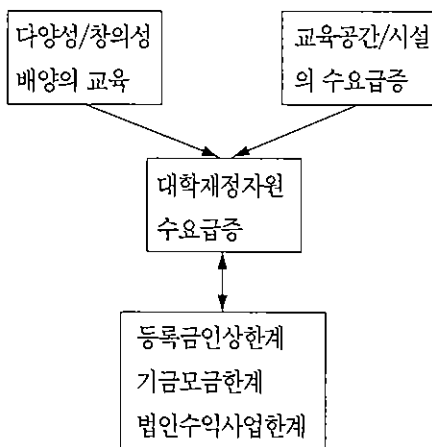 다양성/창의성
배양의 교육
교육공간/시설
의 수요급증
대학재정자원
수요급증
등록금인상한계
기금모금한계
법인수익사업한계